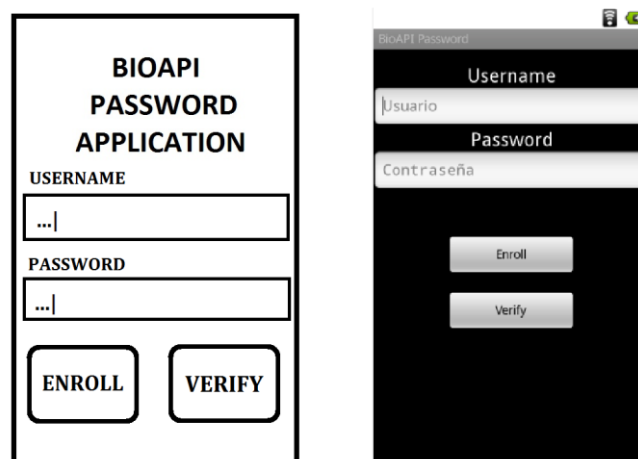 BIOAPI
PASSWORD
APPLICATION
USERNAME
...|
PASSWORD
...|
ENROLL
VERIFY
BioAPI Password
Username
Usuario
Password
Contraseña
Enroll
Verify